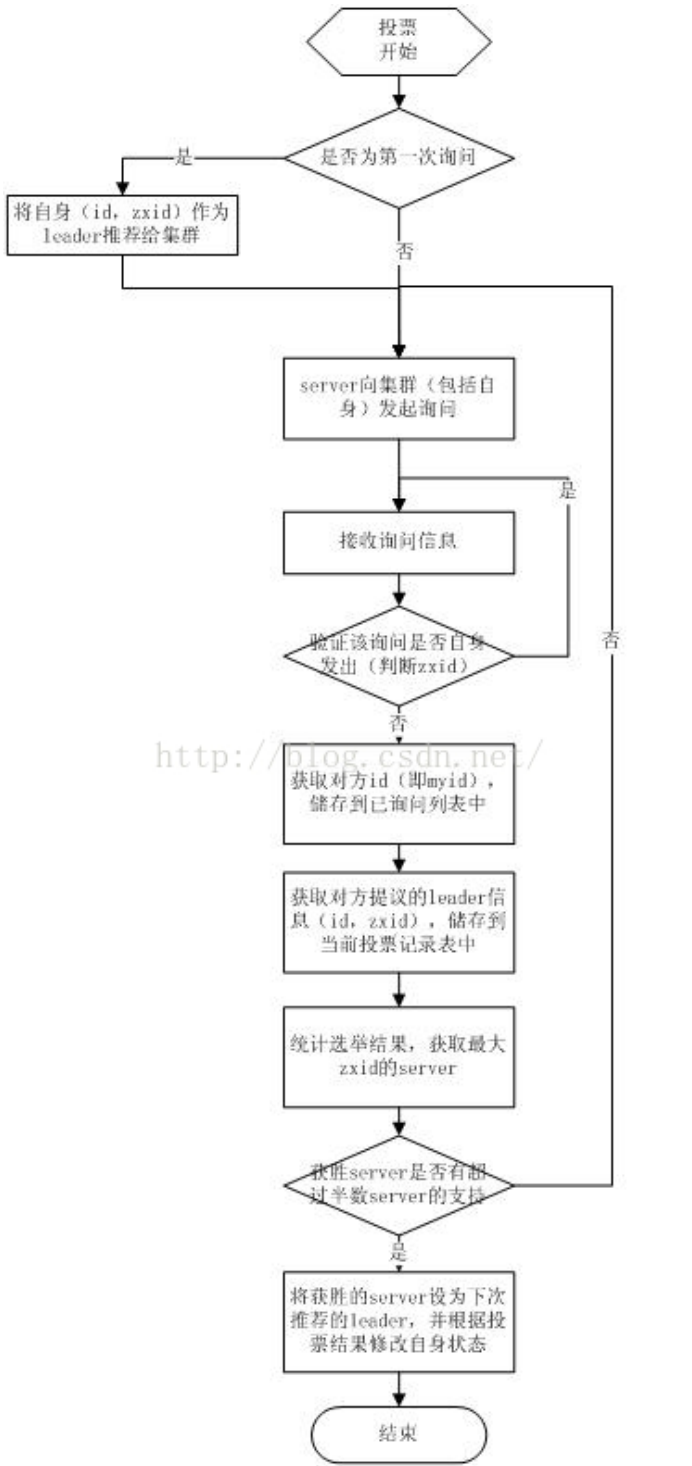 投票
开始
是否为第一次询问
是
将自身（id，zxid）作为
leader推荐给集群
否
server向集群（包括自
身）发起询问
是
接收询问信息
验证该询问是否自身
发出（判断zxid）
否
否
http://blog.csdn.net/
获取对方id（即myid），
储存到已询问列表中
获取对方提议的leader信
息（id，zxid），储存到
当前投票记录表中
统计选举结果，获取最大
zxid的server
获胜server是否有超
过半数server的支持
是
将获胜的server设为下次
推荐的leader，并根据投
票结果修改自身状态
结束